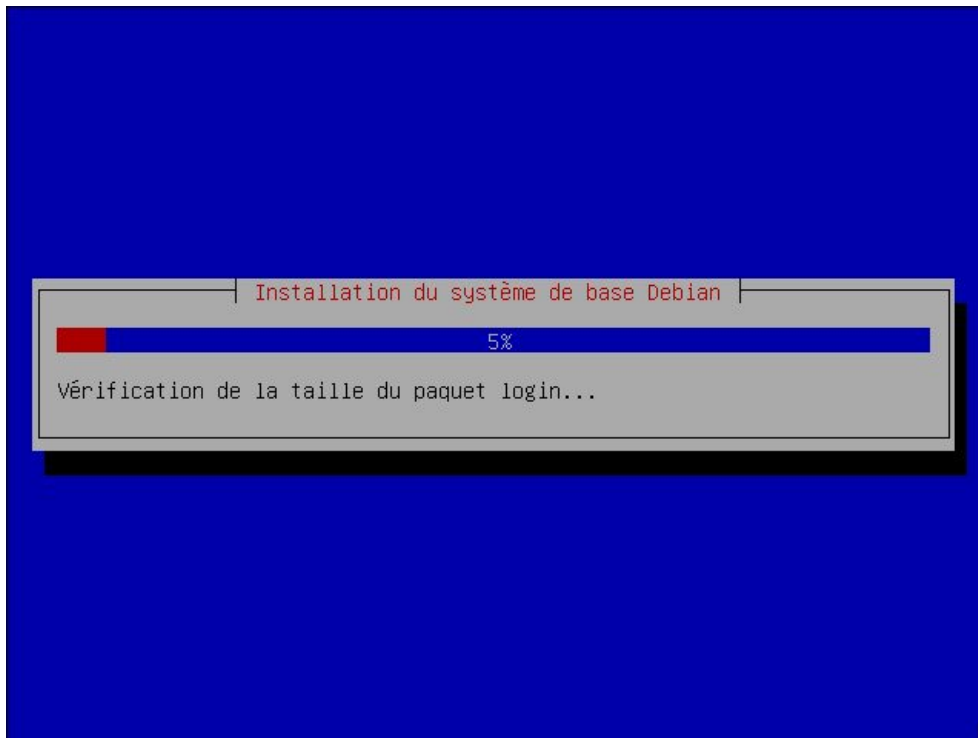 Installation du système de base Debian
5%
Vérification de la taille du paquet login...